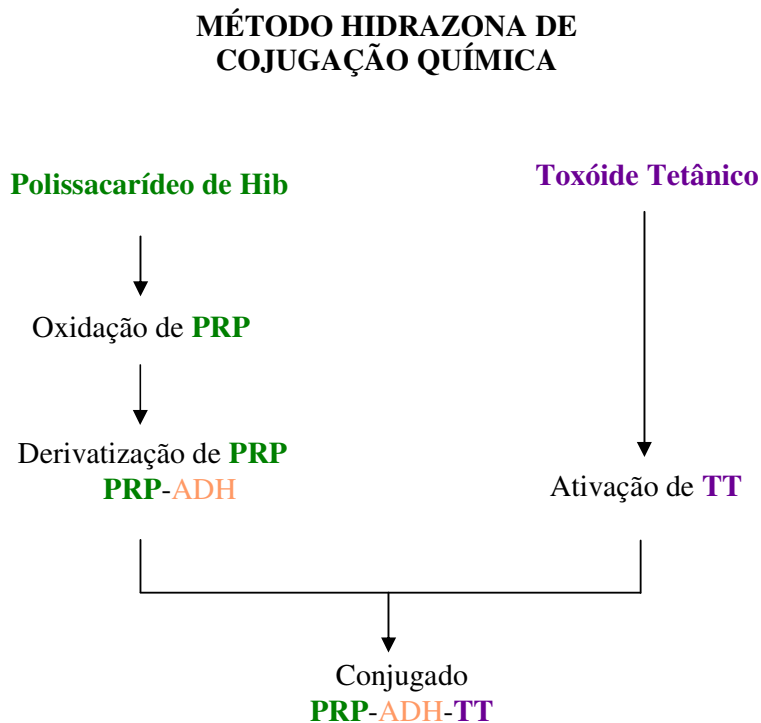 MÉTODO HIDRAZONA DE
COJUGAÇÃO QUÍMICA
Polissacarídeo de Hib
Toxóide Tetânico
Oxidação de PRP
Derivatização de PRP
PRP-ADH
Ativação de TT
Conjugado
PRP-ADH-TT